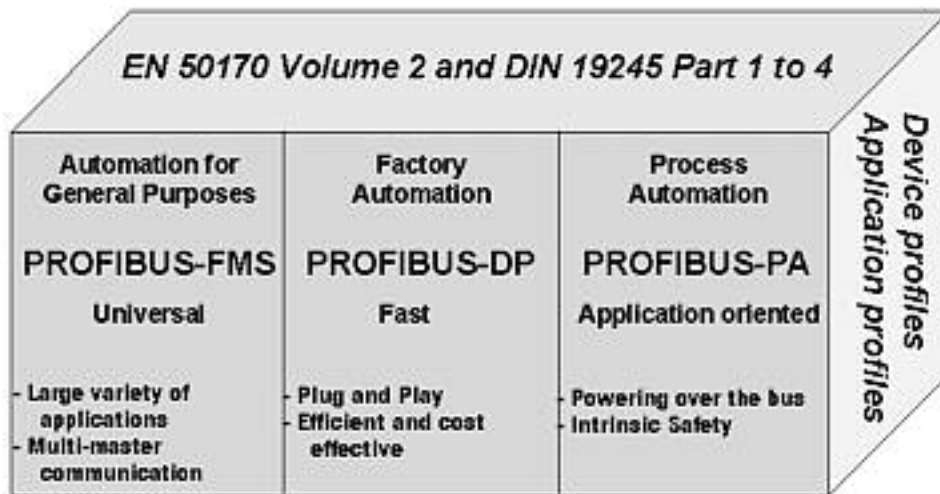 EN 50170 Volume 2 and DIN 19245 Part 1 to 4
Automation for
General Purposes
PROFIBUS-FMS
Universal
- Large variety of
applications
- Multi-master
communication
Factory
Automation
PROFIBUS-DP
Fast
- Plug and Play
- Efficient and cost
effective
Process
Automation
PROFIBUS-PA
Application oriented
- Powering over the bus
- Intrinsic Safety
Device profiles
Application profiles